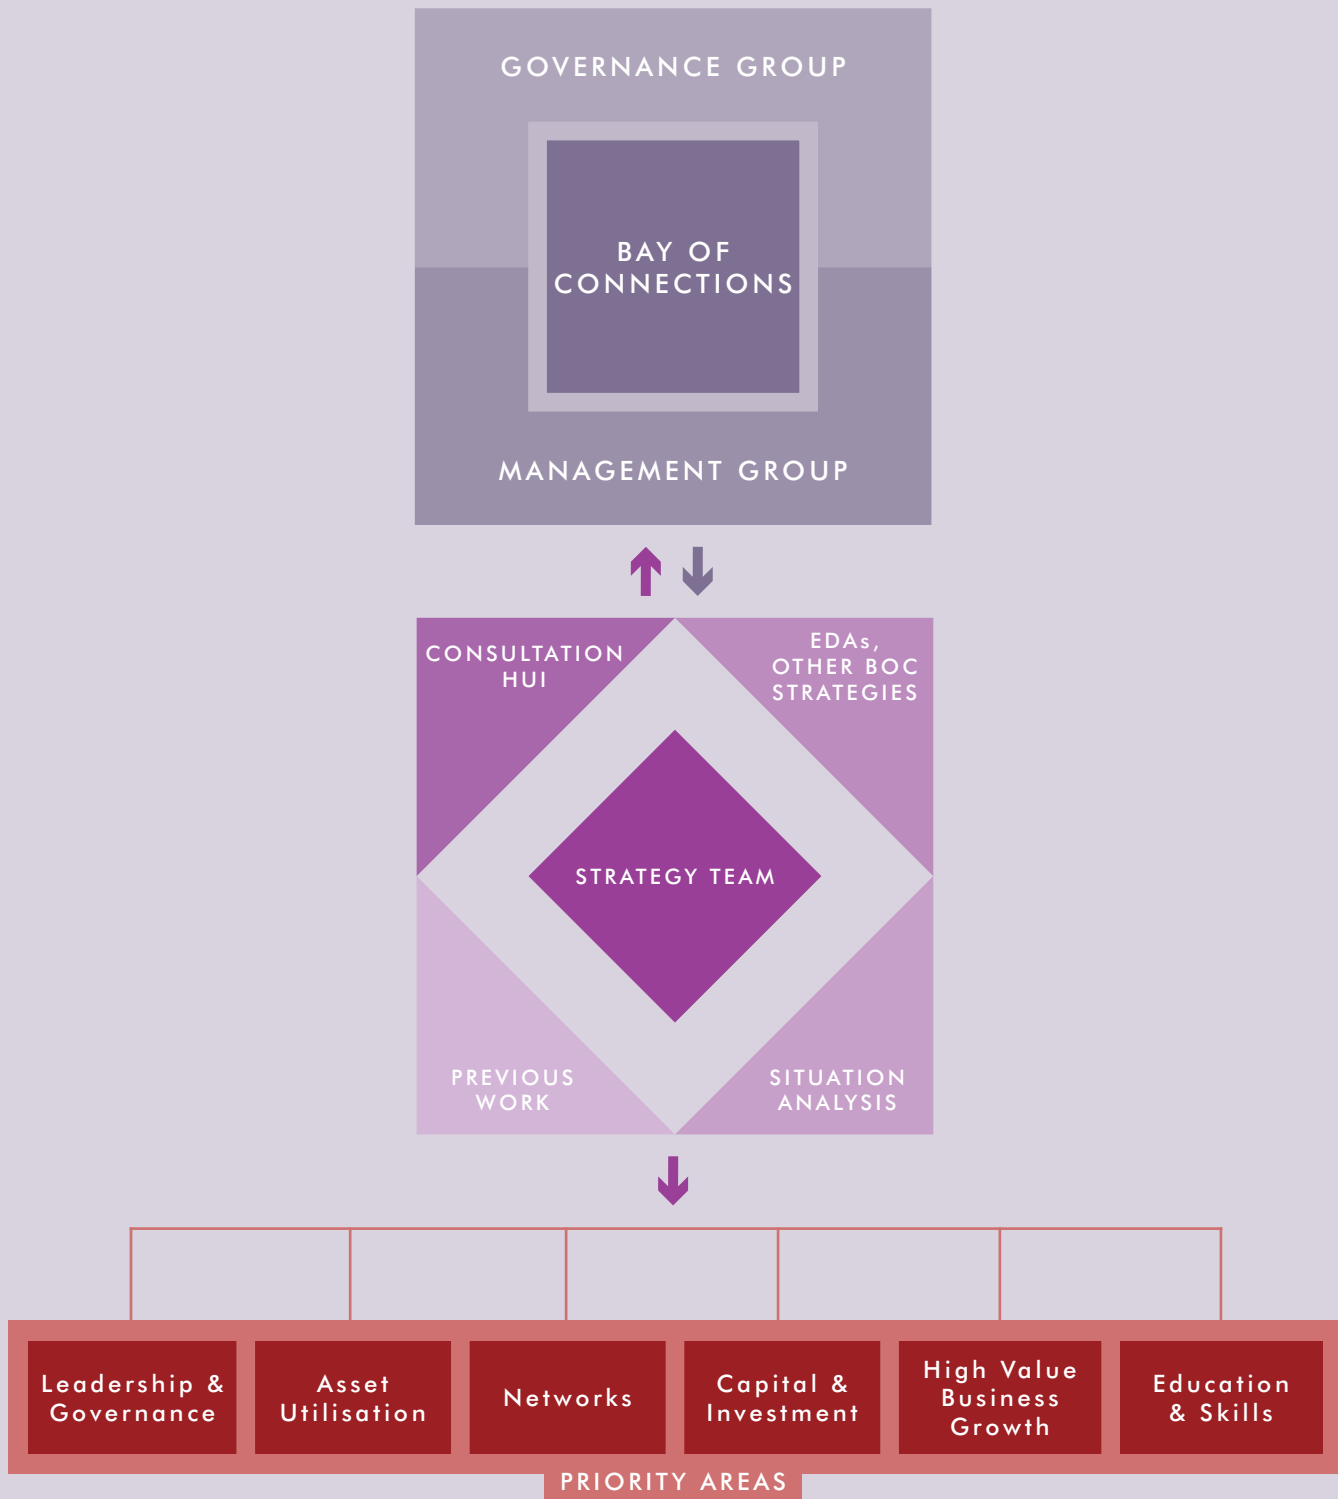 GOVERNANCE GROUP
BAY OF
CONNECTIONS
MANAGEMENT GROUP
CONSULTATION
HUI
EDAs,
OTHER BOC
STRATEGIES
STRATEGY TEAM
PREVIOUS
WORK
SITUATION
ANALYSIS
Leadership &
Governance
Asset
Utilisation
Networks
Capital &
Investment
High Value
Business
Growth
Education
& Skills
PRIORITY AREAS